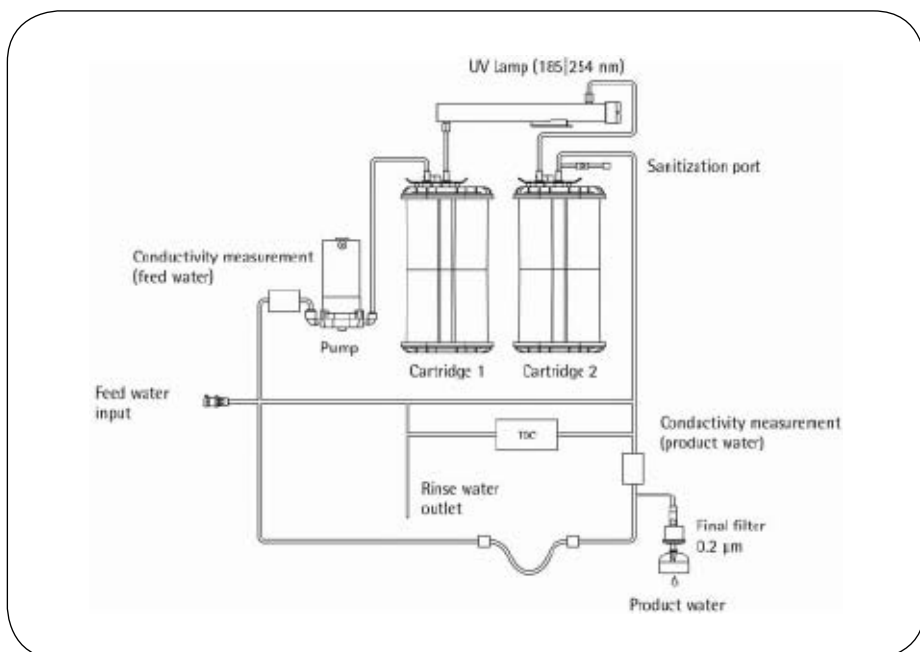 UV Lamp (185|254 nm)
Sanitization port
Conductivity measurement
(feed water)
Pump
Cartridge 1
Cartridge 2
Feed water
input
TOC
Conductivity measurement
(product water)
Rinse water
outlet
Final filter
0.2 µm
Product water